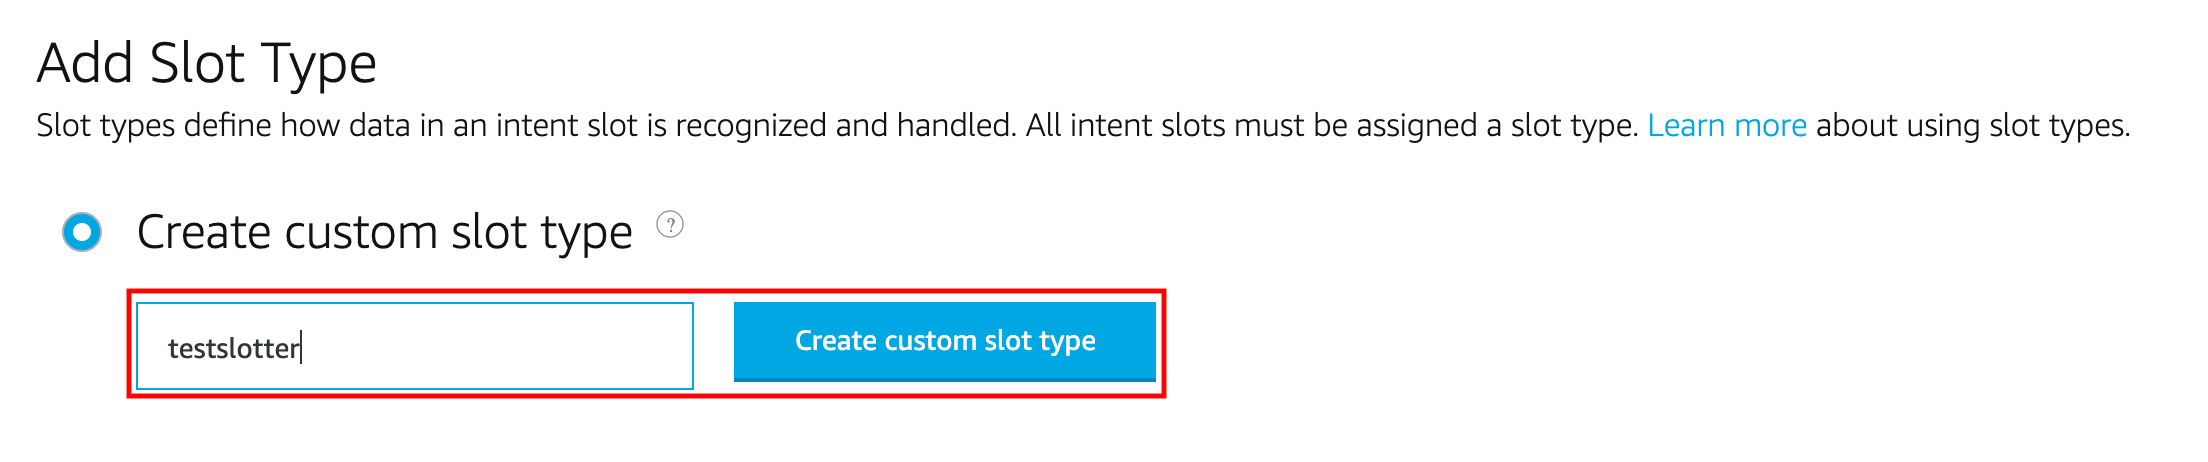 Add Slot Type
Slot types define how data in an intent slot is recognized and handled. All intent slots must be assigned a slot type. Learn more about using slot types.
Create custom slot type ?
testslotter
Create custom slot type